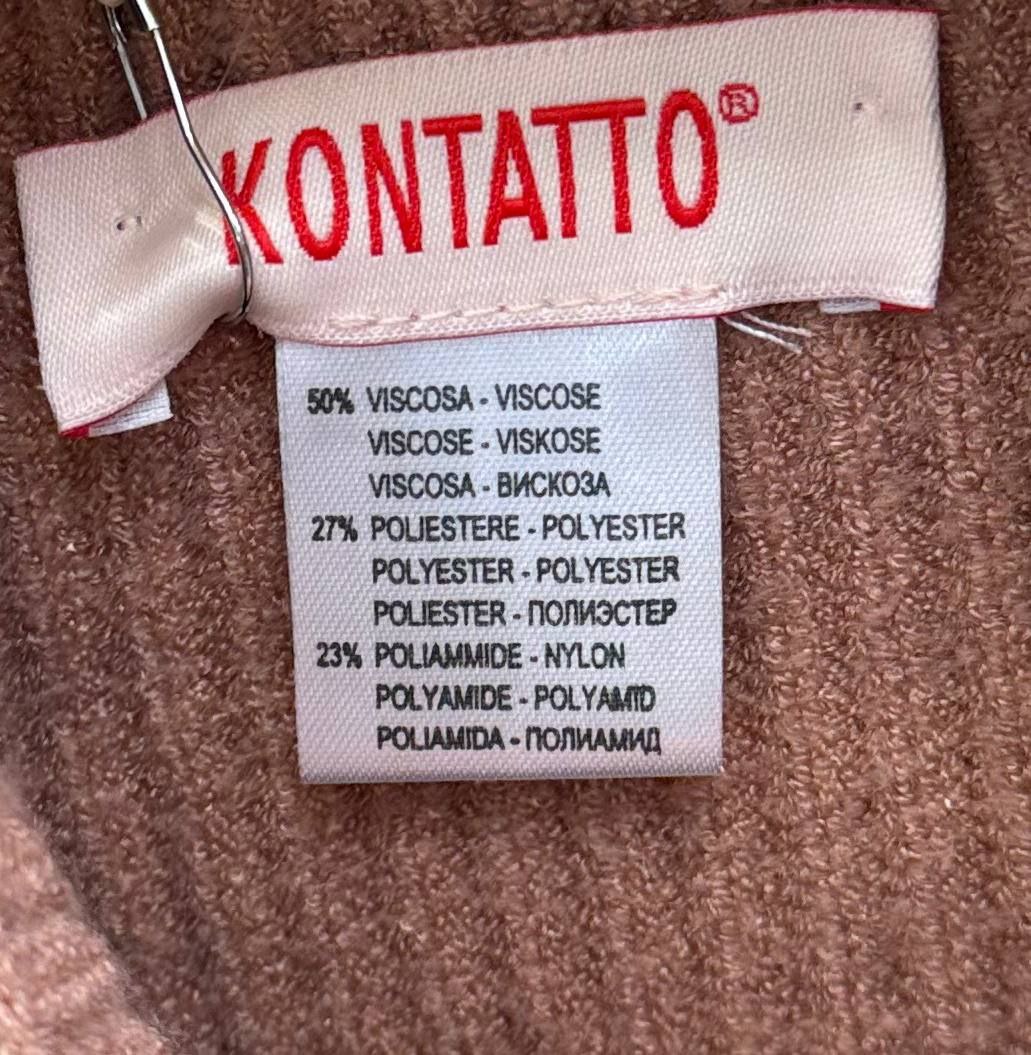 KONTATTO®
50% VISCOSA - VISCOSE
VISCOSE - VISKOSE
VISCOSA - ВИСКОЗА
27% POLIESTERE - POLYESTER
POLYESTER - POLYESTER
POLIESTER - ПОЛИЭСТЕР
23% POLIAMMIDE - NYLON
POLYAMIDE - POLYAMID
POLIAMIDA - ПОЛИАМИД